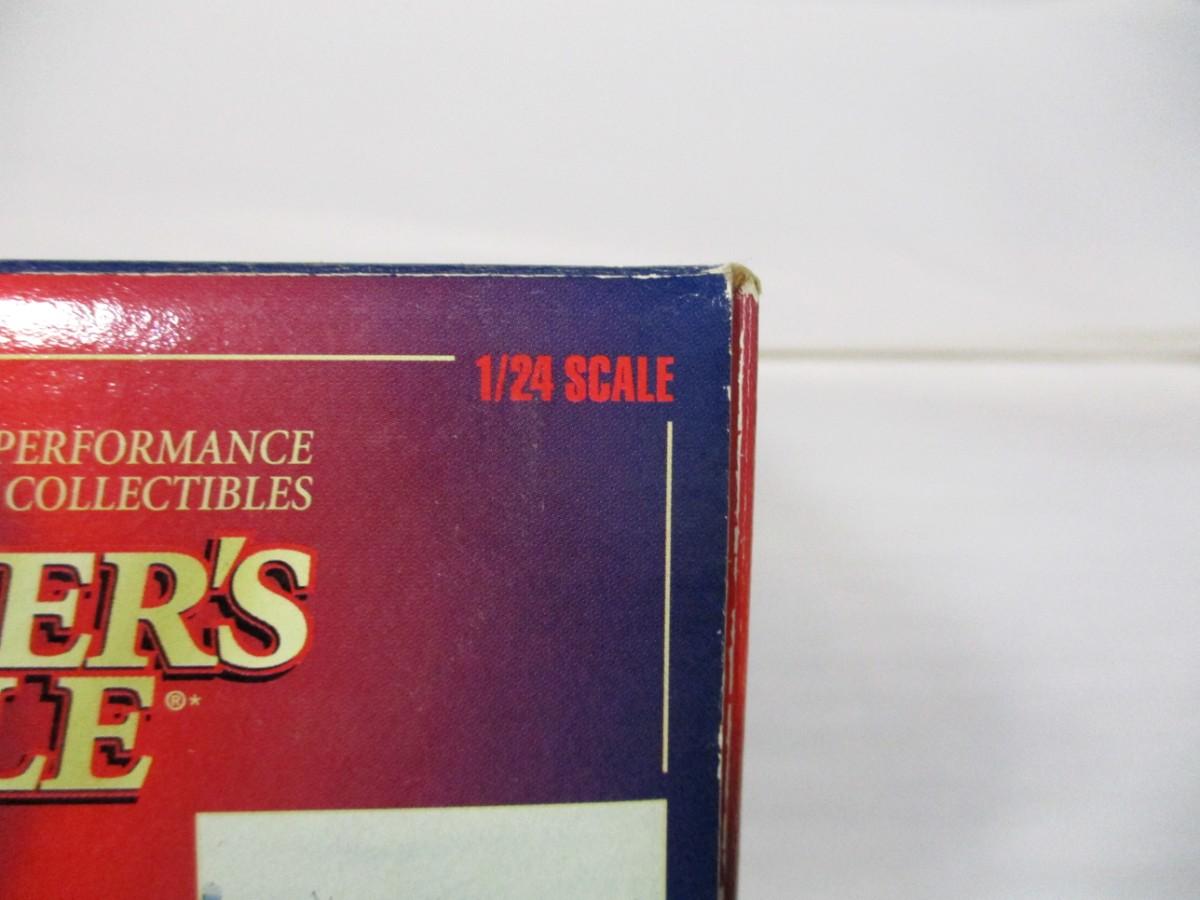 1/24 SCALE
PERFORMANCE
COLLECTIBLES
ER'S
LE®*